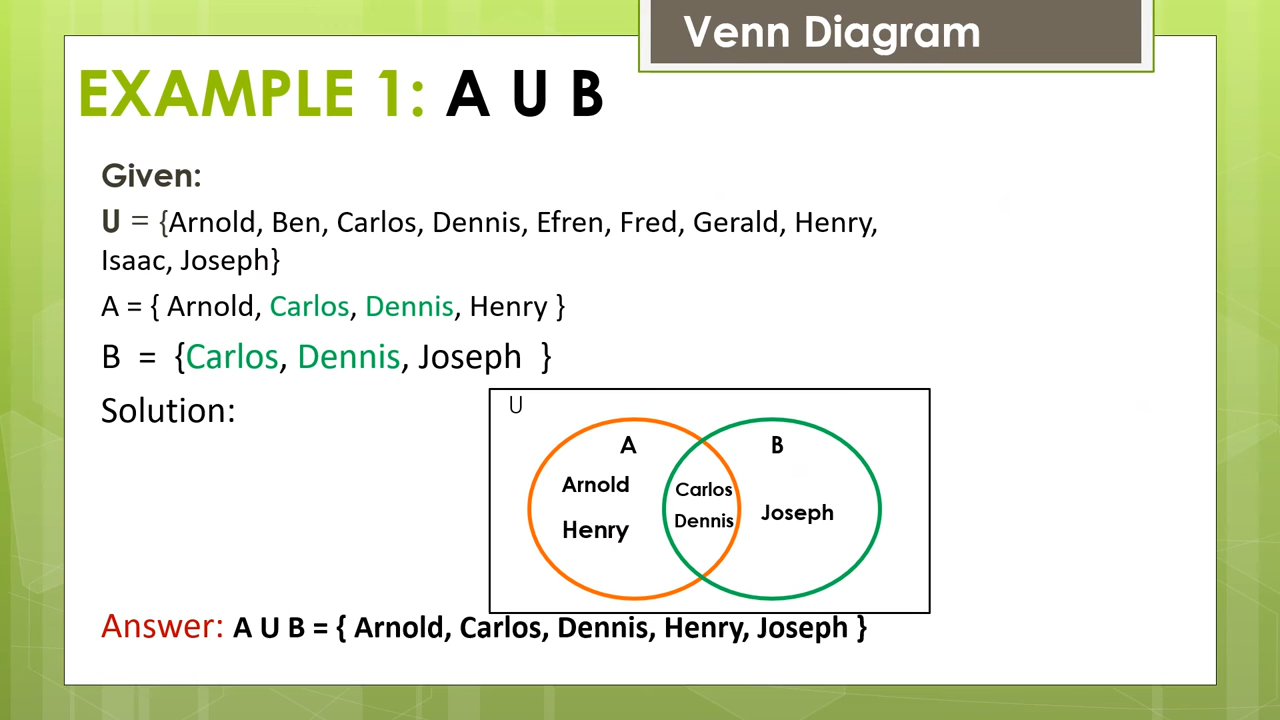 Venn Diagram
EXAMPLE 1: A U B
Given:
U = {Arnold, Ben, Carlos, Dennis, Efren, Fred, Gerald, Henry,
Isaac, Joseph}
A = { Arnold, Carlos, Dennis, Henry }
B = {Carlos, Dennis, Joseph }
Solution:
U
A
B
Arnold
Carlos
Henry
Dennis
Joseph
Answer: A U B = { Arnold, Carlos, Dennis, Henry, Joseph }